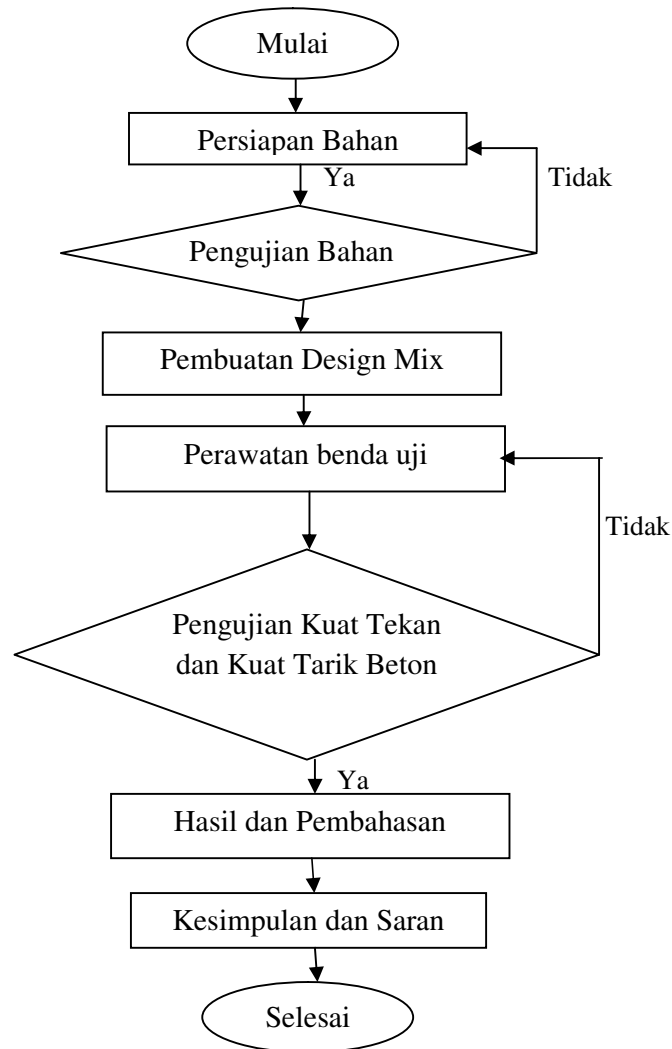 Mulai
Persiapan Bahan
Ya
Tidak
Pengujian Bahan
Pembuatan Design Mix
Perawatan benda uji
Tidak
Pengujian Kuat Tekan
dan Kuat Tarik Beton
Ya
Hasil dan Pembahasan
Kesimpulan dan Saran
Selesai